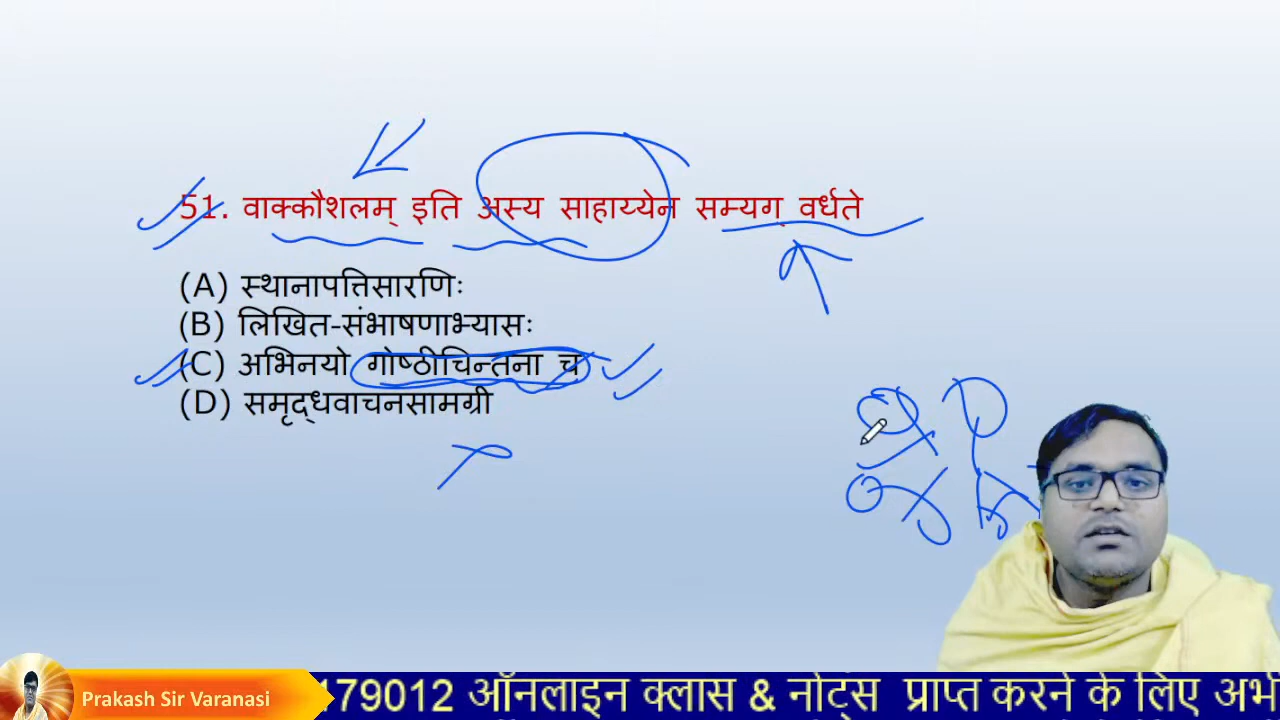 51. वाक्कौशलम् इति अस्य साहाय्येन सम्यग् वर्धते
(A) स्थानापत्तिसारणिः
(B) लिखित-संभाषणाभ्यासः
(C) अभिनयो गोष्ठीचिन्तना च
(D) समृद्धवाचनसामग्री
Prakash Sir Varanasi
179012 ऑनलाइन क्लास & नोट्स प्राप्त करने के लिए अभ